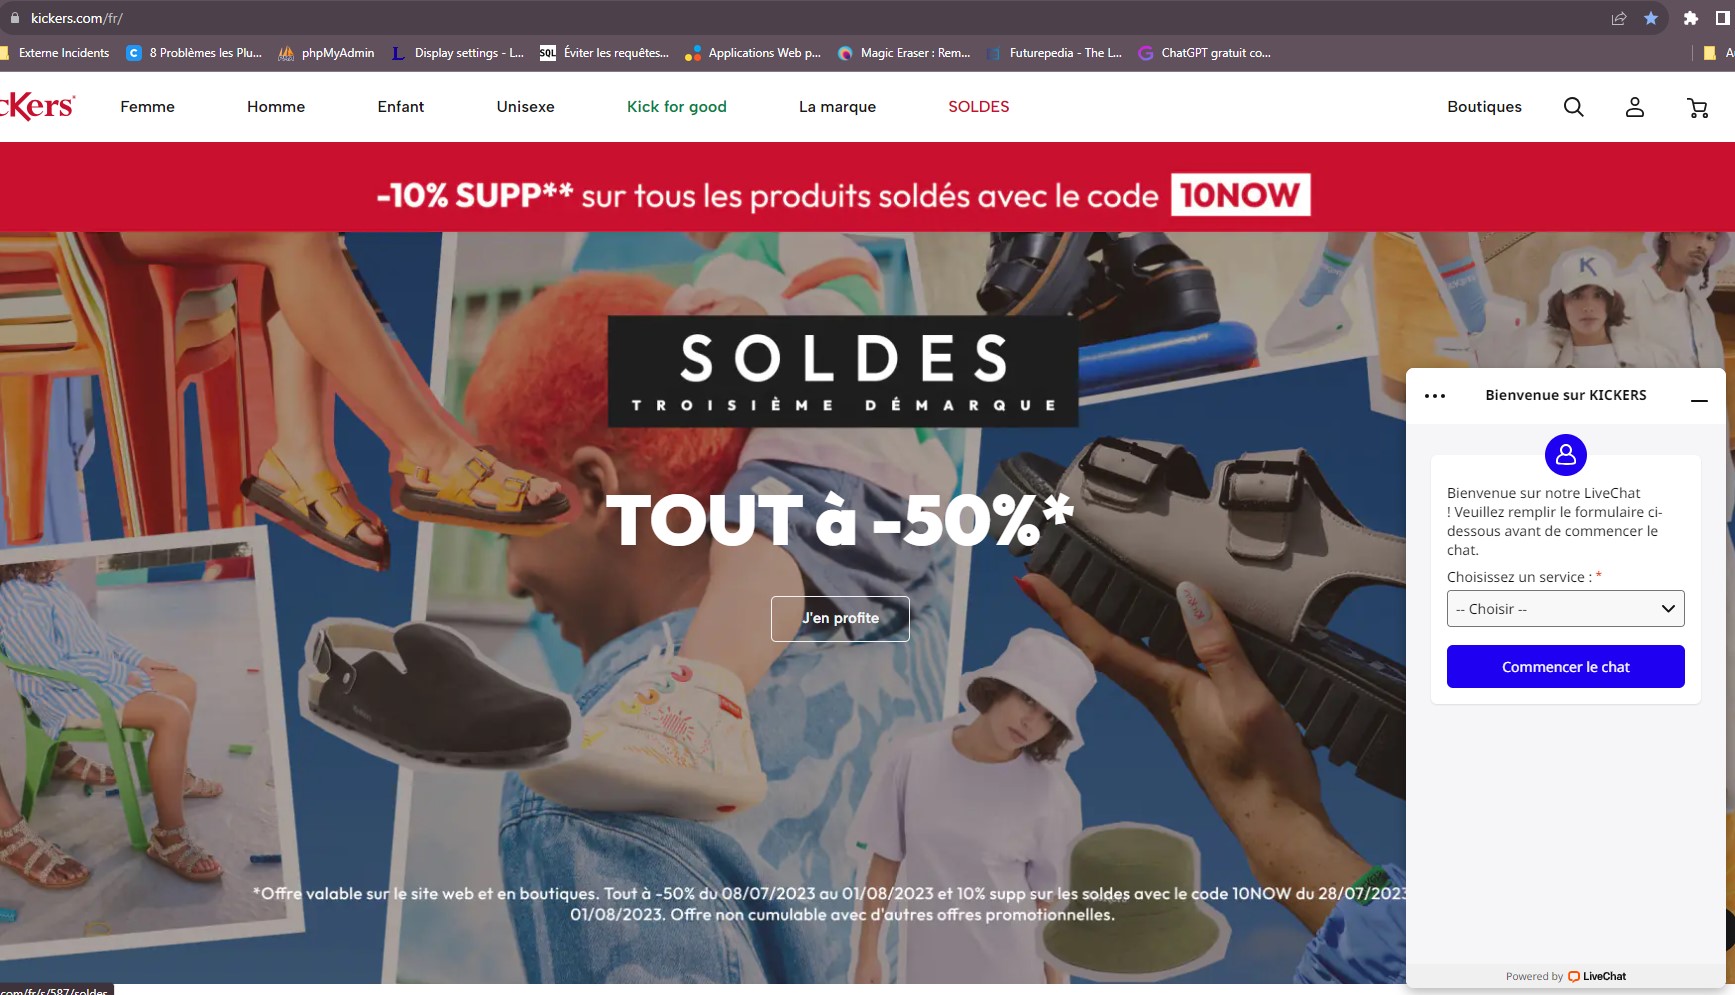 kickers.com/fr/
Externe Incidents
8 Problèmes les Plu...
phpMyAdmin
Display settings - L...
SQL
Éviter les requêtes...
Applications Web p...
Magic Eraser : Rem...
Futurepedia - The L...
ChatGPT gratuit co...
cKers
Femme
Homme
Enfant
Unisexe
Kick for good
La marque
SOLDES
Boutiques
-10% SUPP** sur tous les produits soldés avec le code 10NOW
K
SOLDES
TROISIÈME DÉMARQUE
TOUT à -50%*
J'en profite
*Offre valable sur le site web et en boutiques. Tout à -50% du 08/07/2023 au 01/08/2023 et 10% supp sur les soldes avec le code 10NOW du 28/07/2023
01/08/2023. Offre non cumulable avec d'autres offres promotionnelles.
Bienvenue sur KICKERS
Bienvenue sur notre LiveChat
! Veuillez remplir le formulaire ci-
dessous avant de commencer le
chat.
Choisissez un service : *
-- Choisir --
Commencer le chat
Powered by LiveChat
com/fr/s/587/soldes